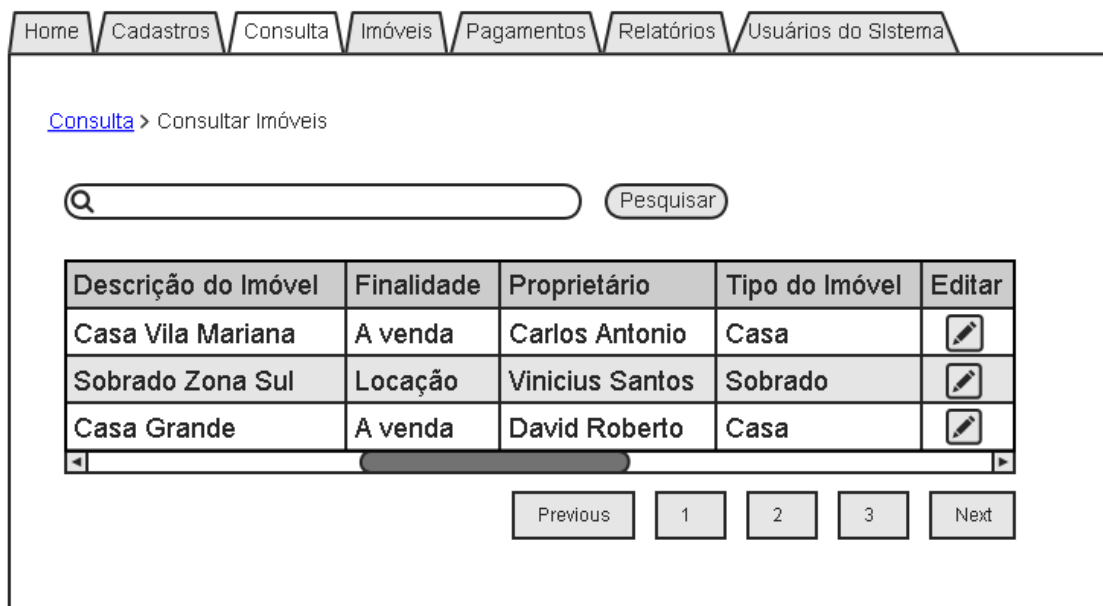 Home Cadastros Consulta Imóveis Pagamentos Relatórios Usuários do SIstema
Consulta > Consultar Imóveis
Pesquisar
Descrição do Imóvel Finalidade Proprietário Tipo do Imóvel Editar
Casa Vila Mariana A venda Carlos Antonio Casa
Sobrado Zona Sul Locação Vinicius Santos Sobrado
Casa Grande A venda David Roberto Casa
Previous 1 2 3 Next